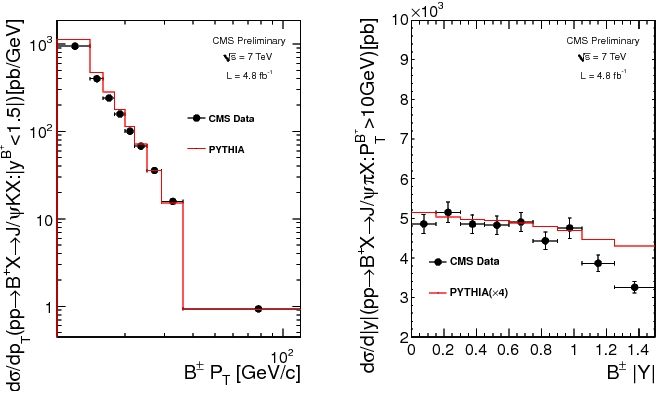 dσ/dp_T(pp→B⁺X→J/ψKX:|y^B⁺<1.5|)[pb/GeV]
10³
10²
10
1
CMS Preliminary
√s = 7 TeV
L = 4.8 fb⁻¹
CMS Data
PYTHIA
10²
B^± P_T [GeV/c]
dσ/d|y|(pp→B⁺X→J/ψπX:P_T^B⁺>10GeV)[pb]
×10³
10
9
8
7
6
5
4
3
2
CMS Preliminary
√s = 7 TeV
L = 4.8 fb⁻¹
CMS Data
PYTHIA(×4)
0 0.2 0.4 0.6 0.8 1 1.2 1.4
B^± |Y|